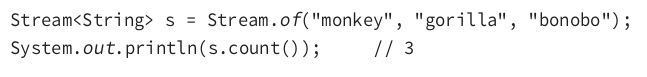 Stream<String> s = Stream.of("monkey", "gorilla", "bonobo");
System.out.println(s.count());     // 3